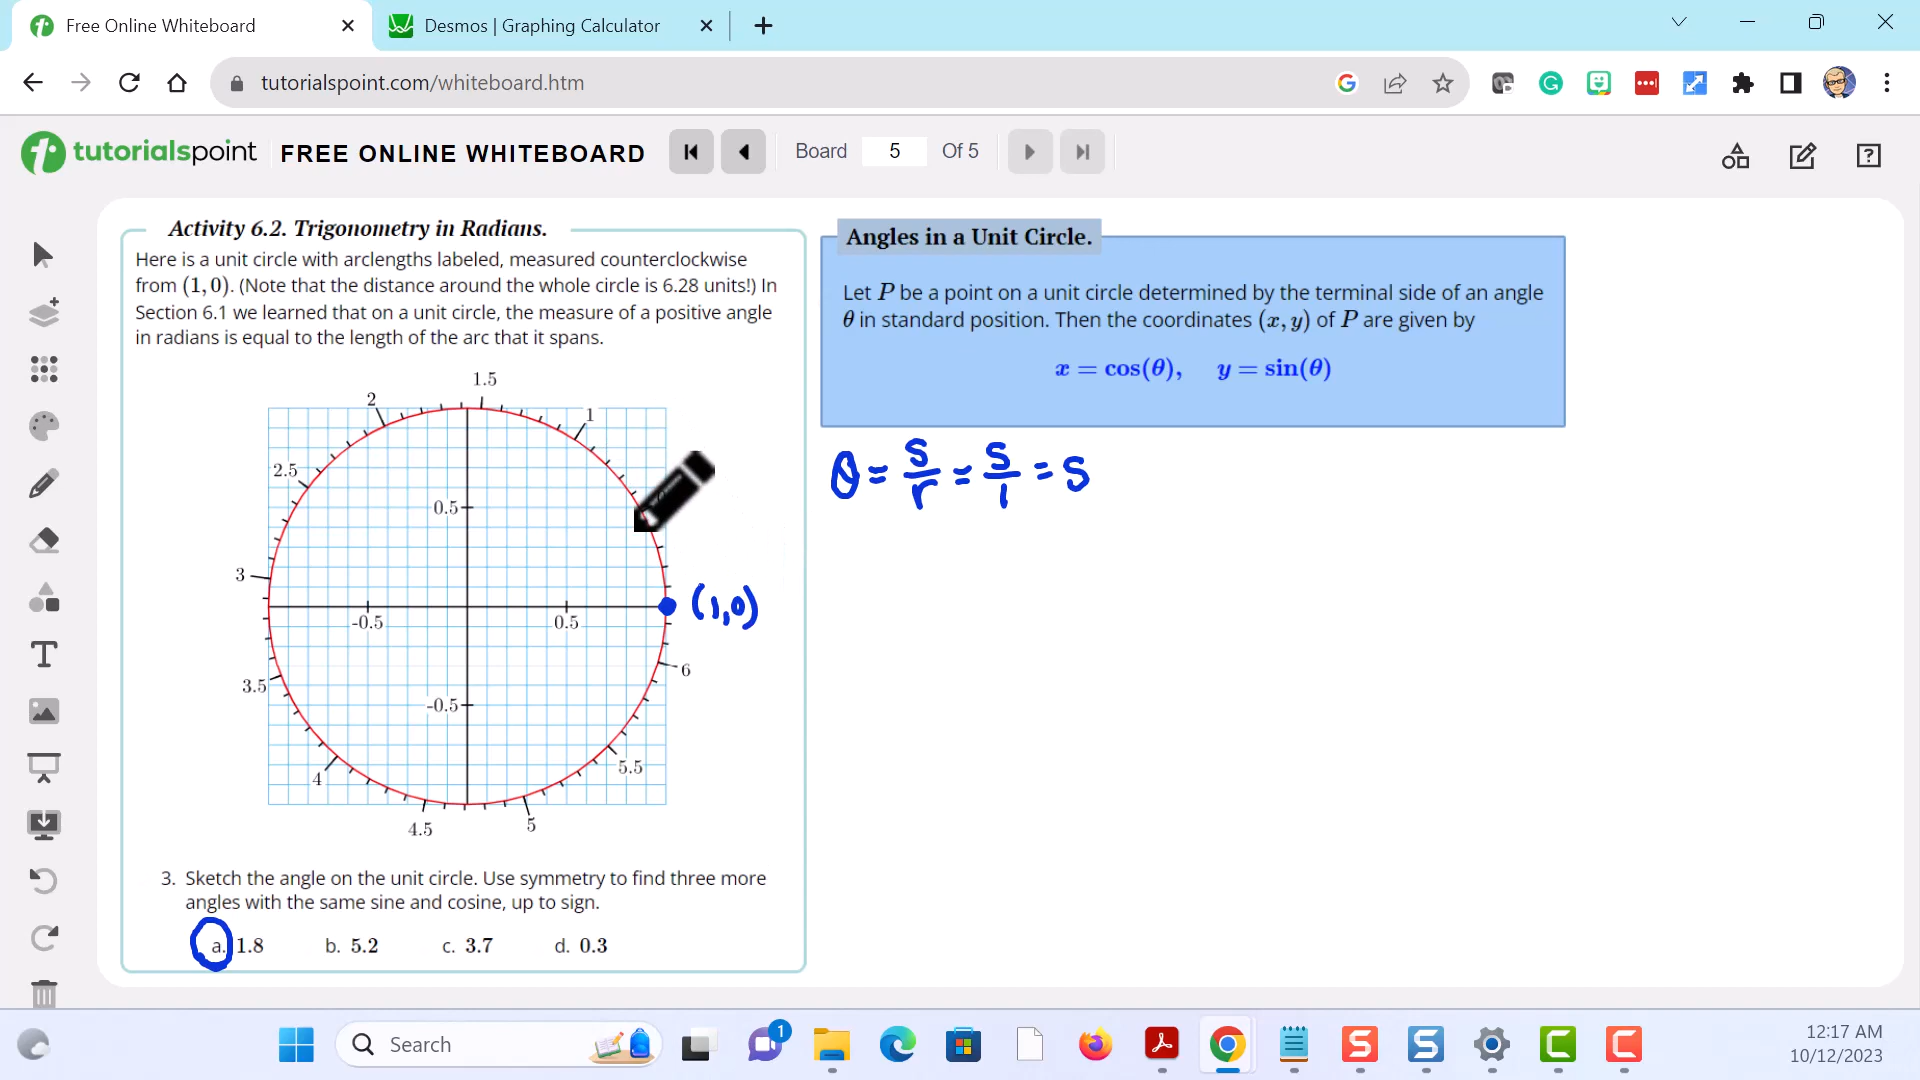 Free Online Whiteboard
Desmos | Graphing Calculator
tutorialspoint.com/whiteboard.htm
tutorialspoint FREE ONLINE WHITEBOARD
Board 5 Of 5
Activity 6.2. Trigonometry in Radians.
Here is a unit circle with arclengths labeled, measured counterclockwise
from (1, 0). (Note that the distance around the whole circle is 6.28 units!) In
Section 6.1 we learned that on a unit circle, the measure of a positive angle
in radians is equal to the length of the arc that it spans.
1.5
2
1
2.5
0.5
3
-0.5
0.5
(1,0)
6
3.5
-0.5
5.5
4
4.5
5
3. Sketch the angle on the unit circle. Use symmetry to find three more
angles with the same sine and cosine, up to sign.
a. 1.8 b. 5.2 c. 3.7 d. 0.3
Angles in a Unit Circle.
Let P be a point on a unit circle determined by the terminal side of an angle
θ in standard position. Then the coordinates (x, y) of P are given by
x = cos(θ), y = sin(θ)
θ = s/r = s/1 = s
Search
1
12:17 AM
10/12/2023